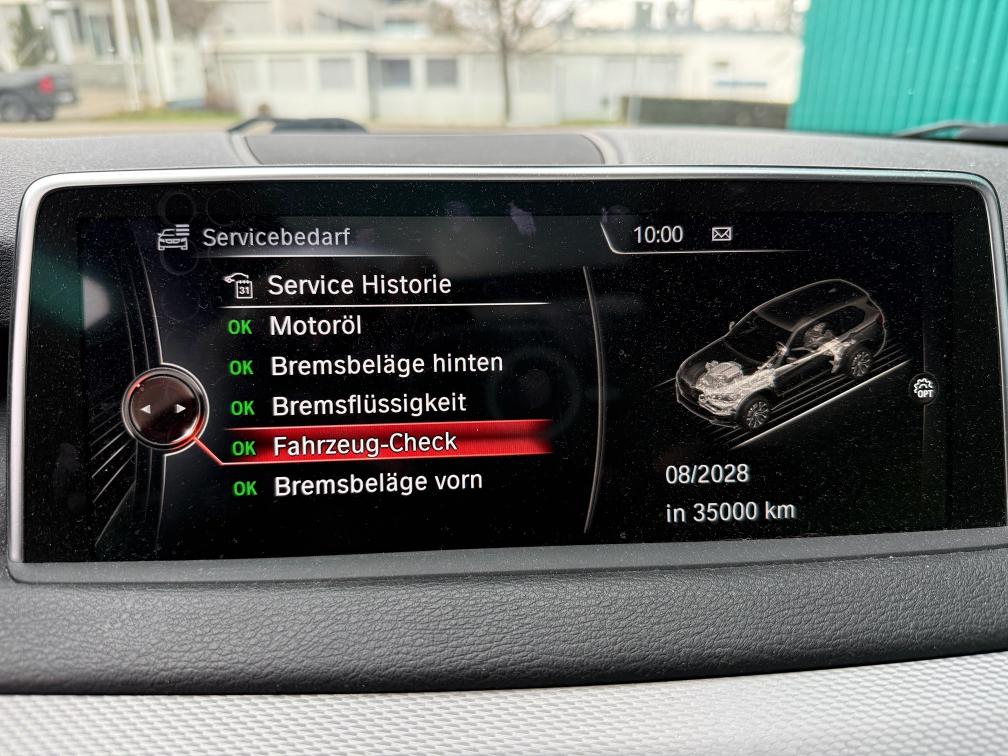 Servicebedarf
10:00
31
Service Historie
OK Motoröl
OK Bremsbeläge hinten
OK Bremsflüssigkeit
OK Fahrzeug-Check
OK Bremsbeläge vorn
OPT
08/2028
in 35000 km